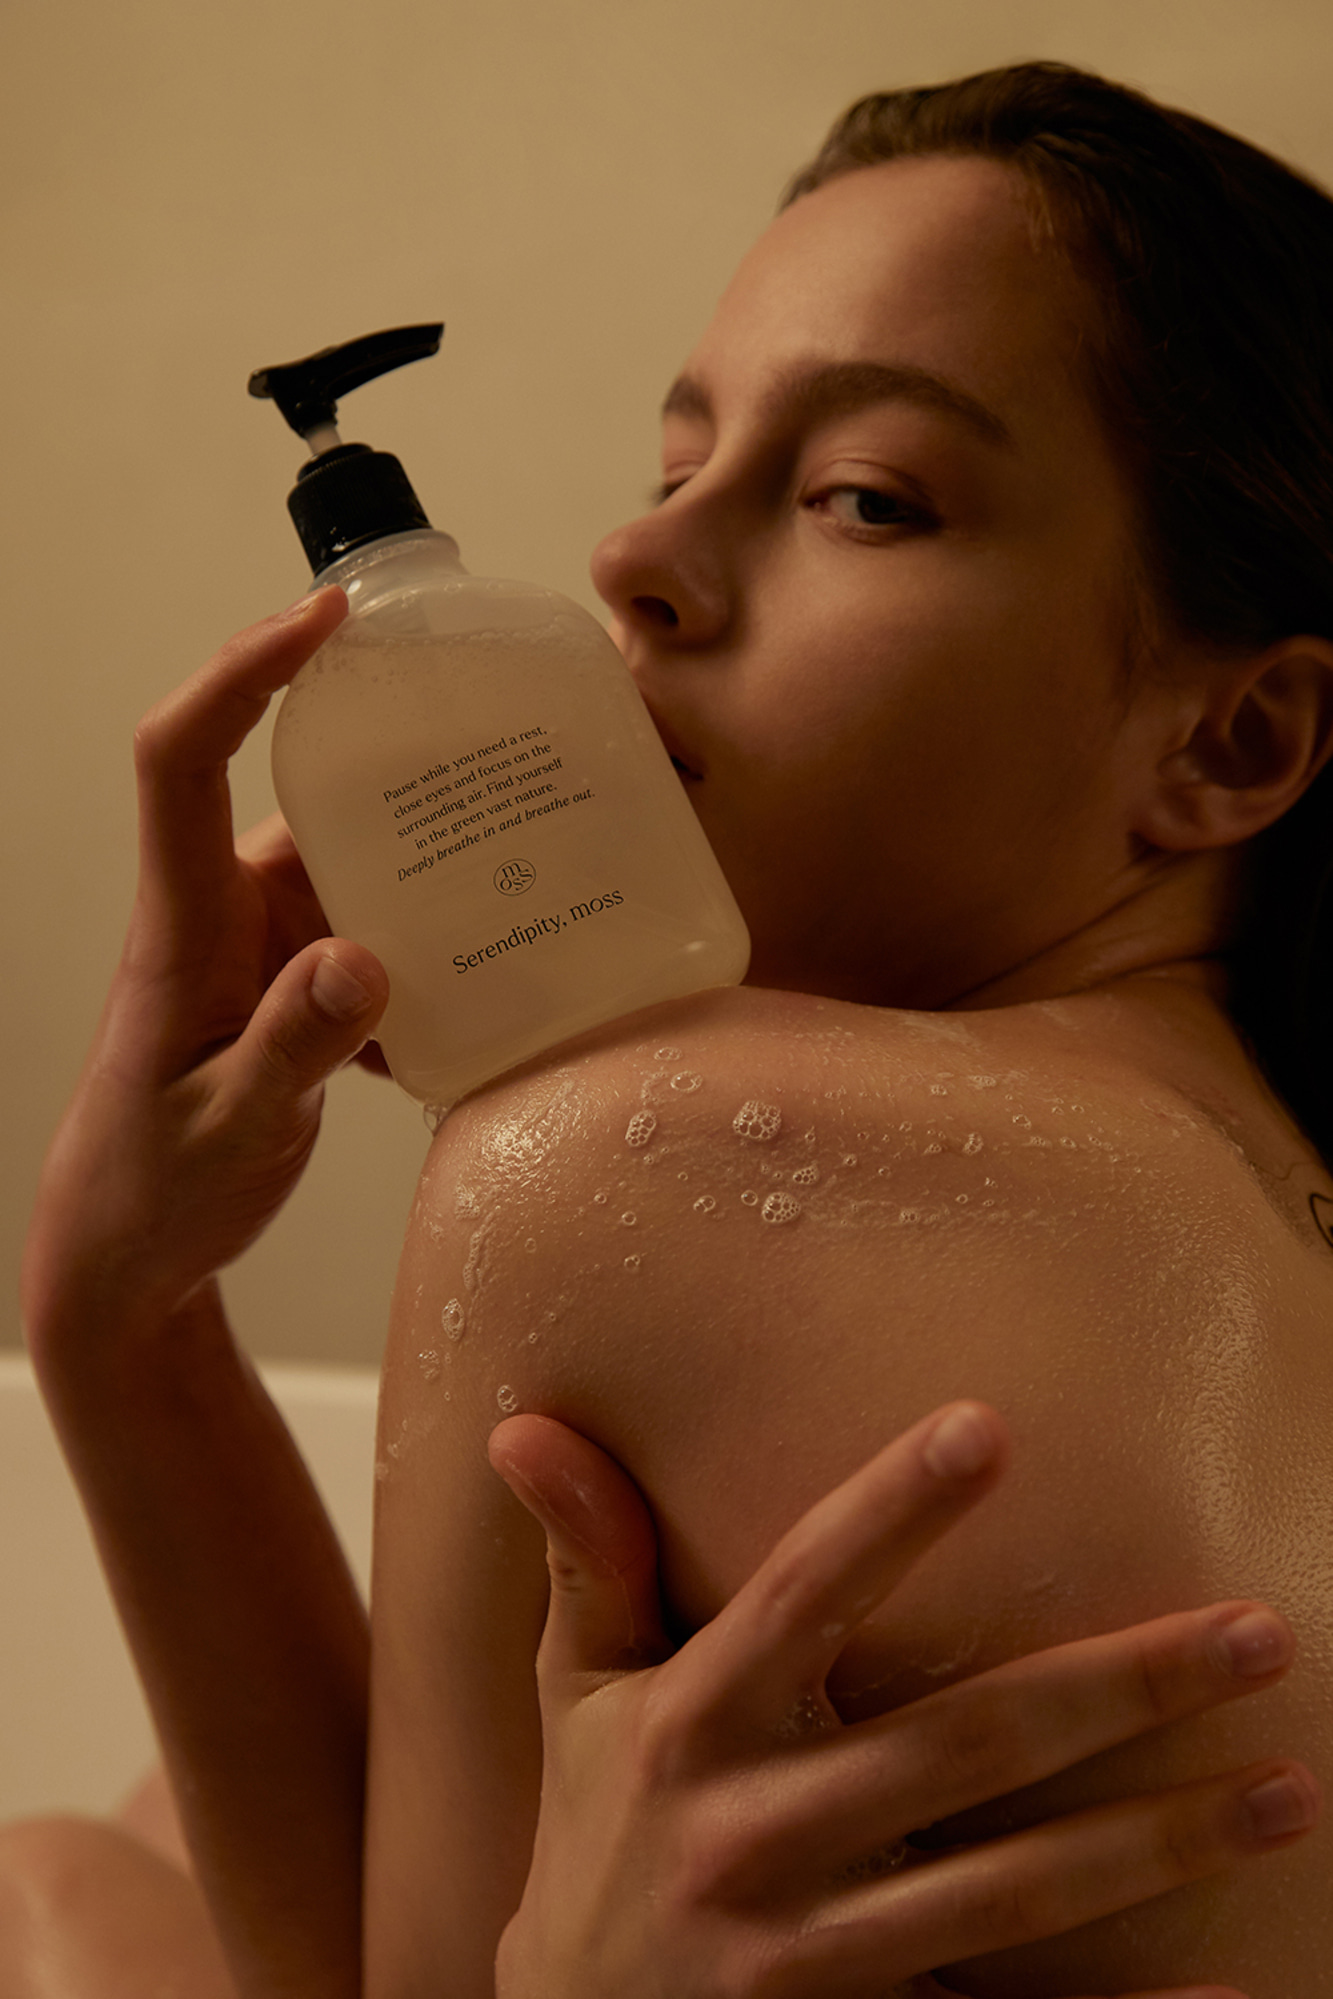 Pause while you need a rest,
close eyes and focus on the
surrounding air. Find yourself
in the green vast nature.
Deeply breathe in and breathe out.
moss
Serendipity, moss